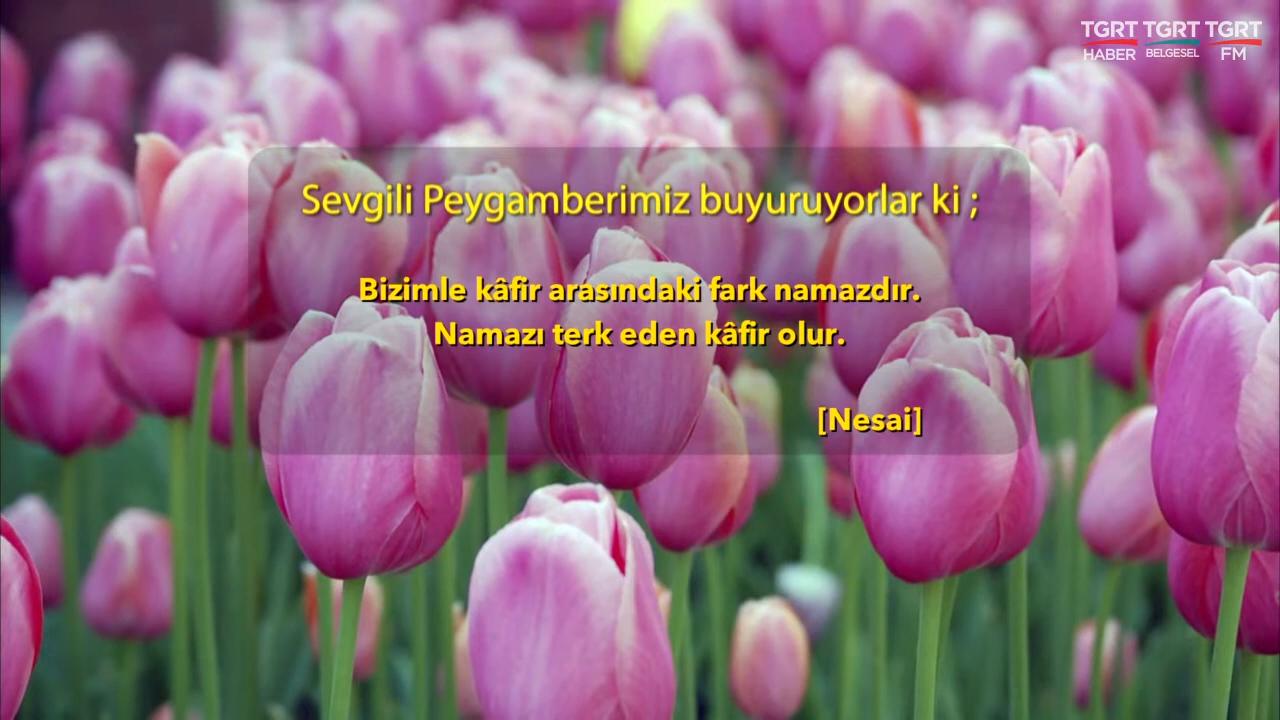 TGRT TGRT TGRT
HABER BELGESEL FM
Sevgili Peygamberimiz buyuruyorlar ki ;
Bizimle kâfir arasındaki fark namazdır.
Namazı terk eden kâfir olur.
[Nesai]